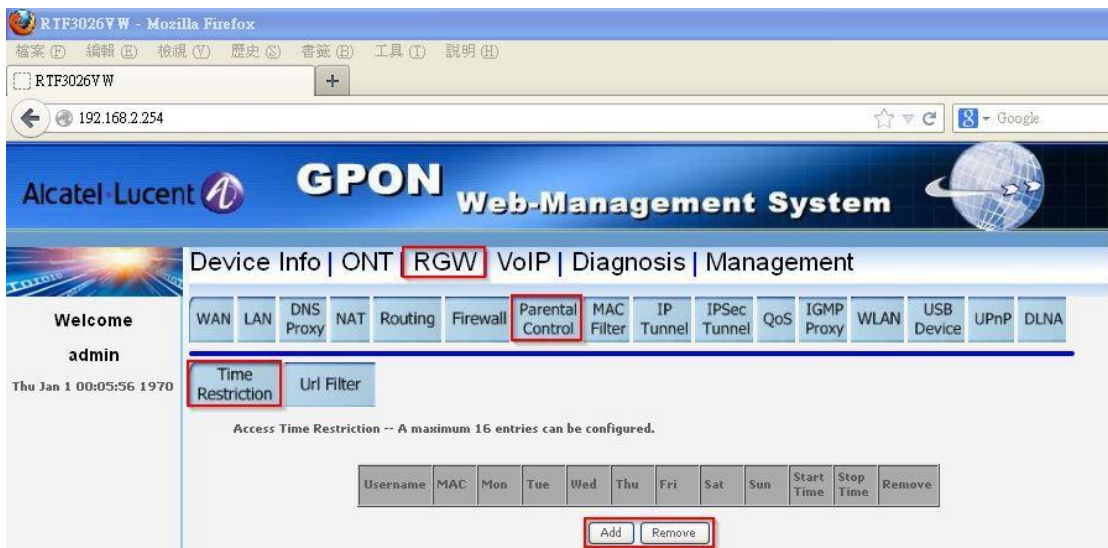 RTF3026VW - Mozilla Firefox
檔案(F) 編輯(E) 檢視(V) 歷史(S) 書籤(B) 工具(T) 說明(H)
RTF3026VW +
192.168.2.254 Google
Alcatel·Lucent GPON Web-Management System
Device Info | ONT | RGW | VoIP | Diagnosis | Management
WAN LAN DNS Proxy NAT Routing Firewall Parental Control MAC Filter IP Tunnel IPSec Tunnel QoS IGMP Proxy WLAN USB Device UPnP DLNA
Welcome
admin
Thu Jan 1 00:05:56 1970
Time Restriction Url Filter
Access Time Restriction -- A maximum 16 entries can be configured.
Username MAC Mon Tue Wed Thu Fri Sat Sun Start Time Stop Time Remove
Add Remove